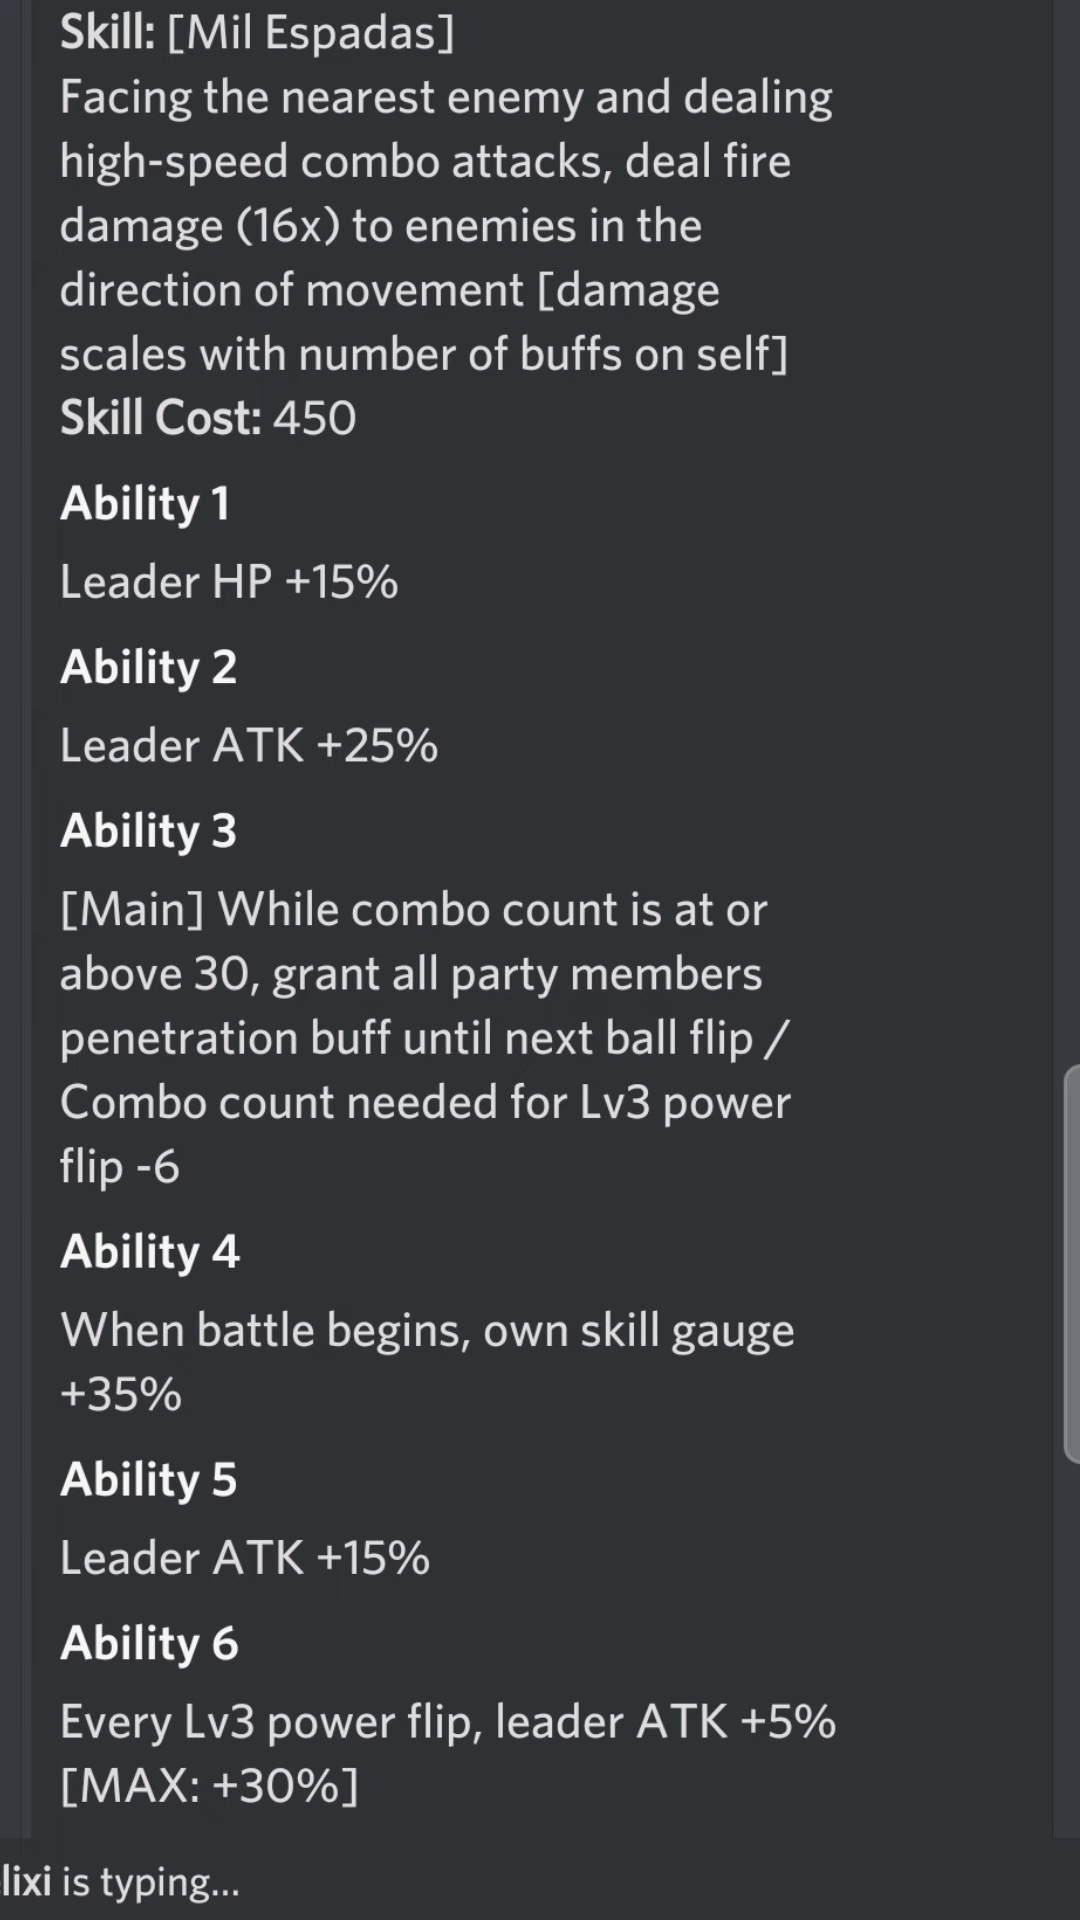 Skill: [Mil Espadas]
Facing the nearest enemy and dealing
high-speed combo attacks, deal fire
damage (16x) to enemies in the
direction of movement [damage
scales with number of buffs on self]
Skill Cost: 450
Ability 1
Leader HP +15%
Ability 2
Leader ATK +25%
Ability 3
[Main] While combo count is at or
above 30, grant all party members
penetration buff until next ball flip /
Combo count needed for Lv3 power
flip -6
Ability 4
When battle begins, own skill gauge
+35%
Ability 5
Leader ATK +15%
Ability 6
Every Lv3 power flip, leader ATK +5%
[MAX: +30%]
lixi is typing...